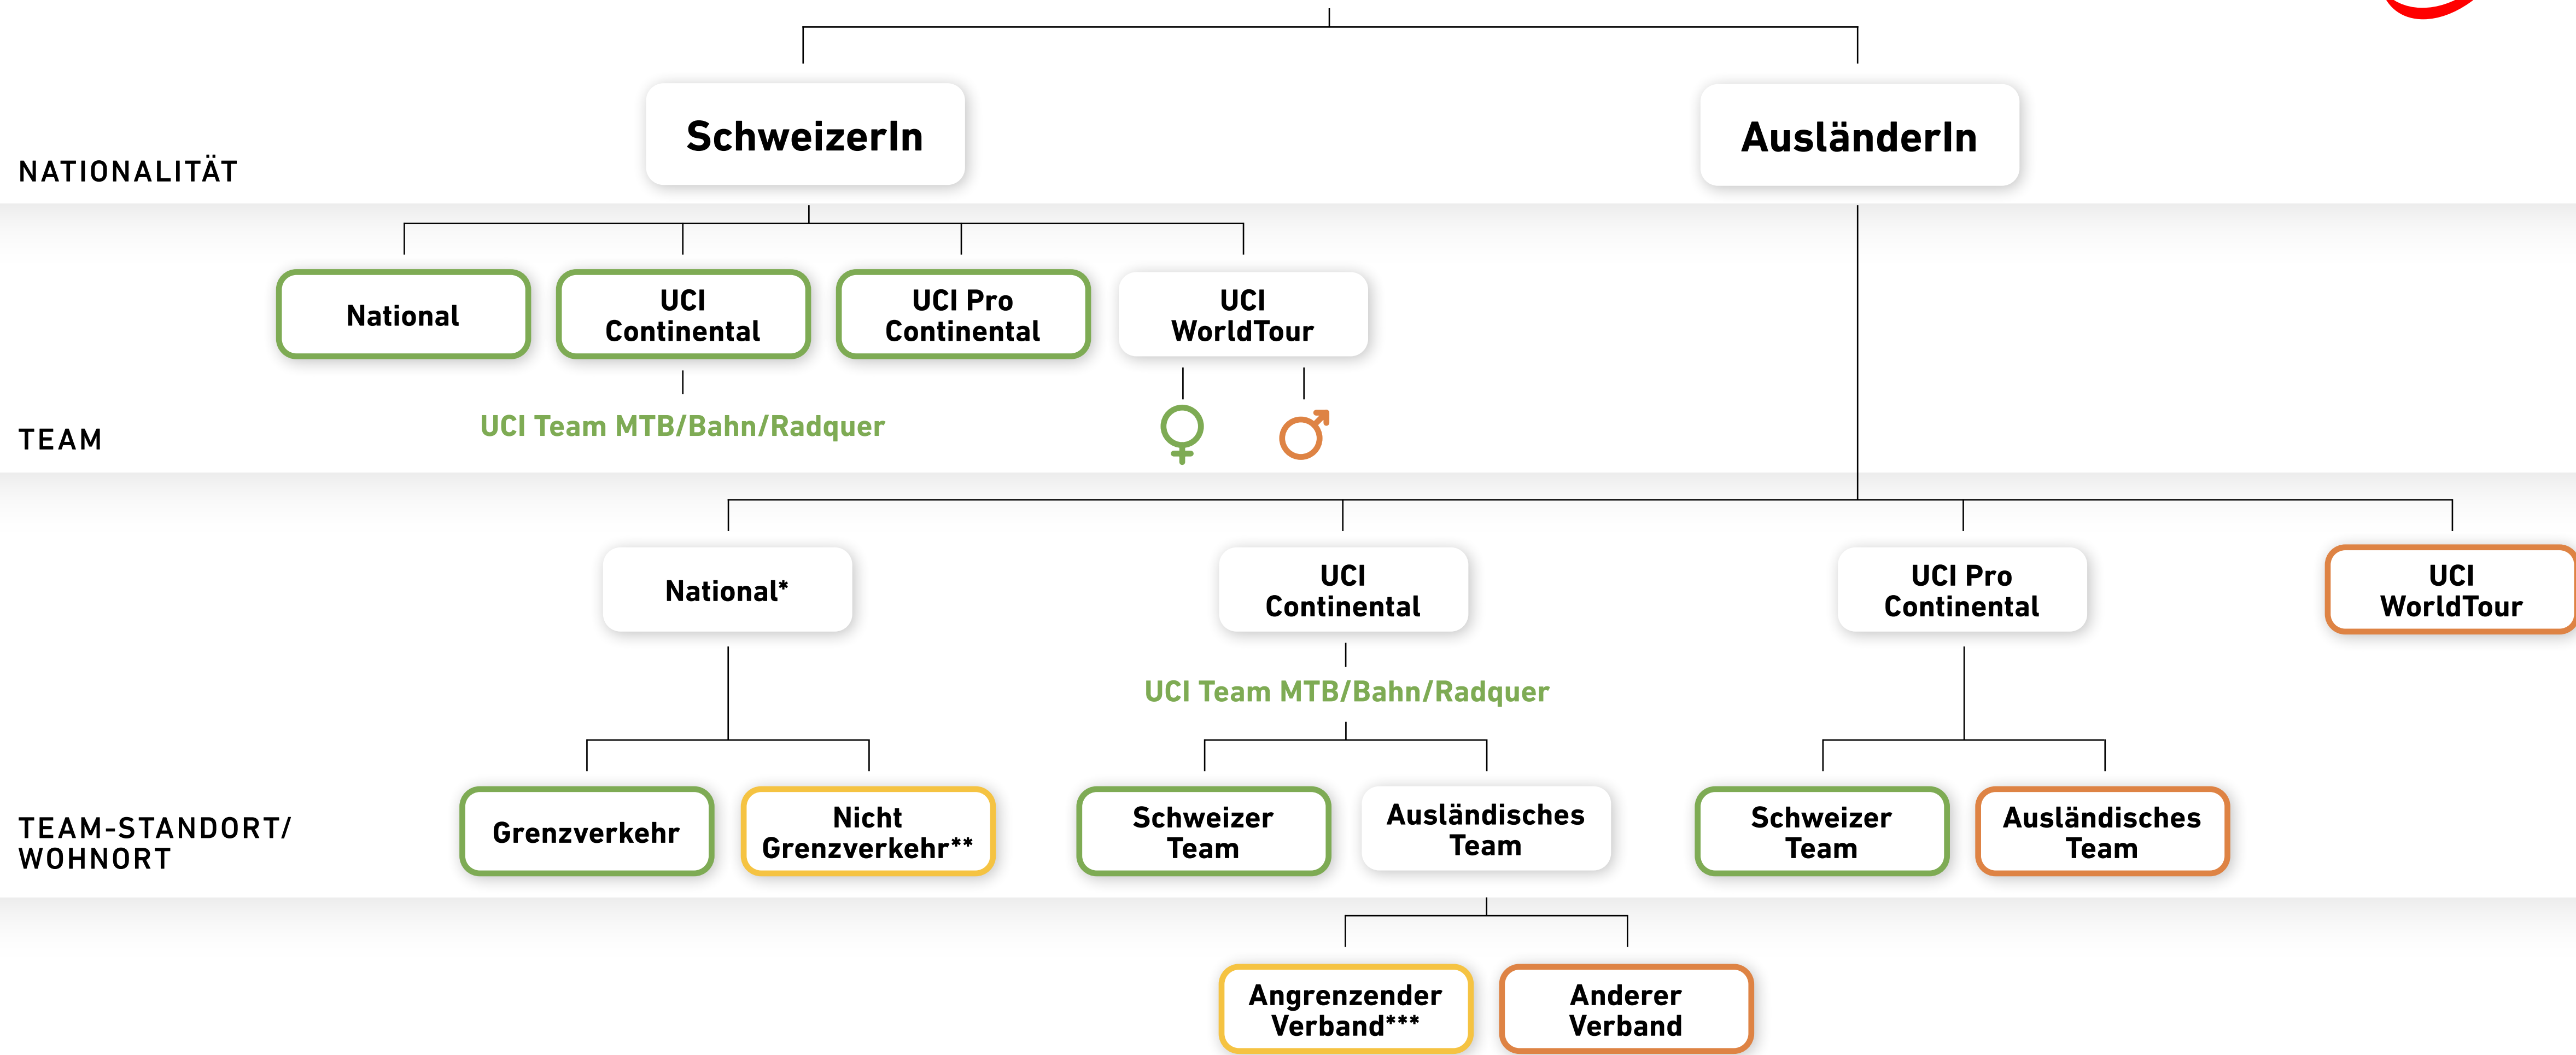 SchweizerIn
AusländerIn
NATIONALITÄT
National
UCI
Continental
UCI Pro
Continental
UCI
WorldTour
UCI Team MTB/Bahn/Radquer
TEAM
National*
UCI
Continental
UCI Pro
Continental
UCI
WorldTour
UCI Team MTB/Bahn/Radquer
TEAM-STANDORT/
WOHNORT
Grenzverkehr
Nicht
Grenzverkehr**
Schweizer
Team
Ausländisches
Team
Schweizer
Team
Ausländisches
Team
Angrenzender
Verband***
Anderer
Verband